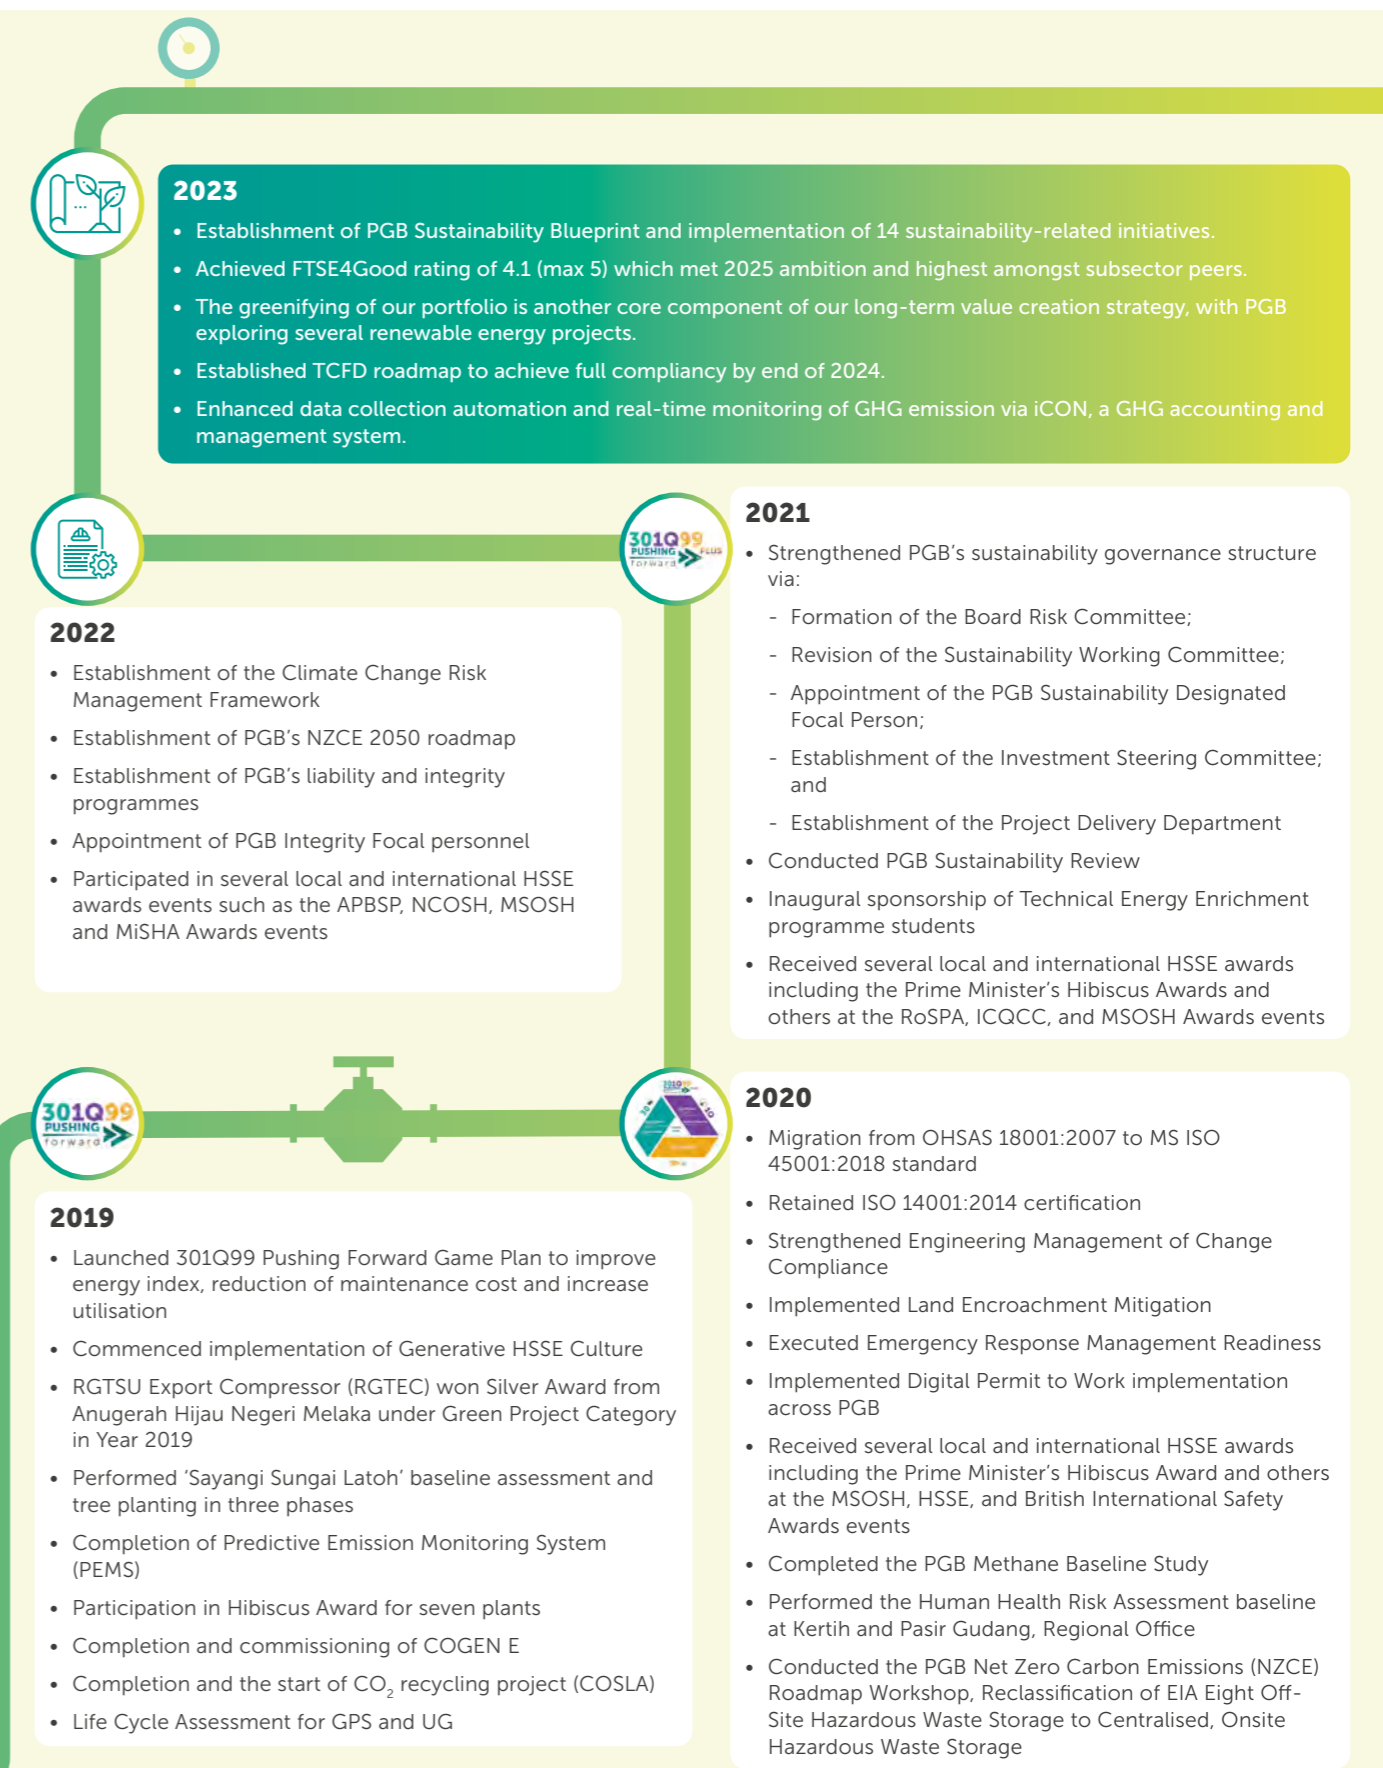 2023
• Establishment of PGB Sustainability Blueprint and implementation of 14 sustainability-related initiatives.
• Achieved FTSE4Good rating of 4.1 (max 5) which met 2025 ambition and highest amongst subsector peers.
• The greenifying of our portfolio is another core component of our long-term value creation strategy, with PGB
exploring several renewable energy projects.
• Established TCFD roadmap to achieve full compliancy by end of 2024.
• Enhanced data collection automation and real-time monitoring of GHG emission via iCON, a GHG accounting and
management system.
301Q99
PUSHING PLUS
forward
2022
• Establishment of the Climate Change Risk
Management Framework
• Establishment of PGB's NZCE 2050 roadmap
• Establishment of PGB's liability and integrity
programmes
• Appointment of PGB Integrity Focal personnel
• Participated in several local and international HSSE
awards events such as the APBSP, NCOSH, MSOSH
and MiSHA Awards events
2021
• Strengthened PGB's sustainability governance structure
via:
- Formation of the Board Risk Committee;
- Revision of the Sustainability Working Committee;
- Appointment of the PGB Sustainability Designated
Focal Person;
- Establishment of the Investment Steering Committee;
and
- Establishment of the Project Delivery Department
• Conducted PGB Sustainability Review
• Inaugural sponsorship of Technical Energy Enrichment
programme students
• Received several local and international HSSE awards
including the Prime Minister's Hibiscus Awards and
others at the RoSPA, ICQCC, and MSOSH Awards events
301Q99
PUSHING
forward
2019
• Launched 301Q99 Pushing Forward Game Plan to improve
energy index, reduction of maintenance cost and increase
utilisation
• Commenced implementation of Generative HSSE Culture
• RGTSU Export Compressor (RGTEC) won Silver Award from
Anugerah Hijau Negeri Melaka under Green Project Category
in Year 2019
• Performed 'Sayangi Sungai Latoh' baseline assessment and
tree planting in three phases
• Completion of Predictive Emission Monitoring System
(PEMS)
• Participation in Hibiscus Award for seven plants
• Completion and commissioning of COGEN E
• Completion and the start of CO₂ recycling project (COSLA)
• Life Cycle Assessment for GPS and UG
301Q99
2020
• Migration from OHSAS 18001:2007 to MS ISO
45001:2018 standard
• Retained ISO 14001:2014 certification
• Strengthened Engineering Management of Change
Compliance
• Implemented Land Encroachment Mitigation
• Executed Emergency Response Management Readiness
• Implemented Digital Permit to Work implementation
across PGB
• Received several local and international HSSE awards
including the Prime Minister's Hibiscus Award and others
at the MSOSH, HSSE, and British International Safety
Awards events
• Completed the PGB Methane Baseline Study
• Performed the Human Health Risk Assessment baseline
at Kertih and Pasir Gudang, Regional Office
• Conducted the PGB Net Zero Carbon Emissions (NZCE)
Roadmap Workshop, Reclassification of EIA Eight Off-
Site Hazardous Waste Storage to Centralised, Onsite
Hazardous Waste Storage